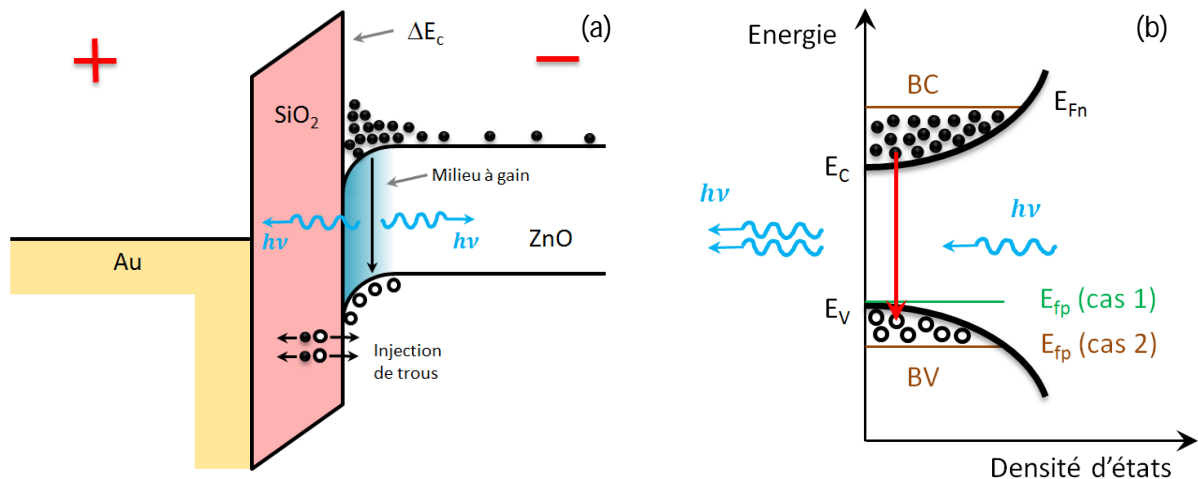 (a)
ΔEc
+
−
SiO2
Milieu à gain
hν
hν
ZnO
Au
Injection
de trous
(b)
Energie
BC
EFn
EC
hν
hν
EV
Efp (cas 1)
Efp (cas 2)
BV
Densité d'états